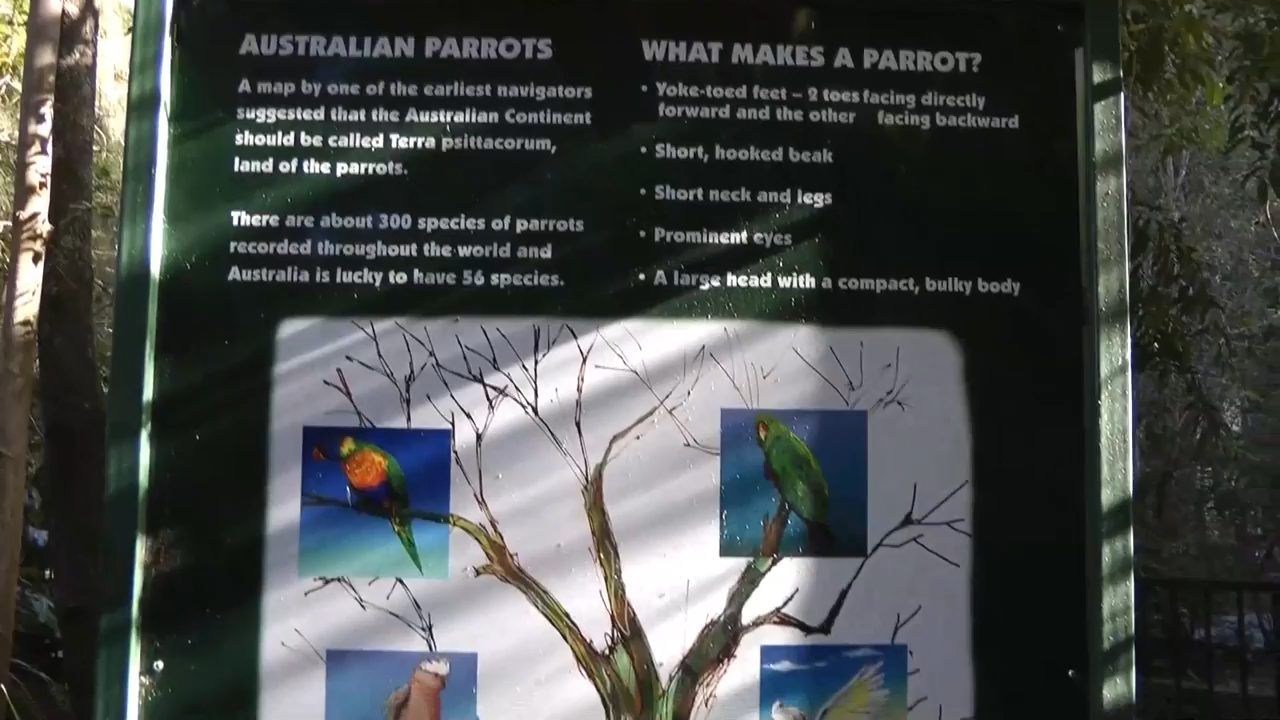 AUSTRALIAN PARROTS
A map by one of the earliest navigators
suggested that the Australian Continent
should be called Terra psittacorum,
land of the parrots.
There are about 300 species of parrots
recorded throughout the world and
Australia is lucky to have 56 species.
WHAT MAKES A PARROT?
• Yoke-toed feet – 2 toes facing directly
forward and the other facing backward
• Short, hooked beak
• Short neck and legs
• Prominent eyes
• A large head with a compact, bulky body